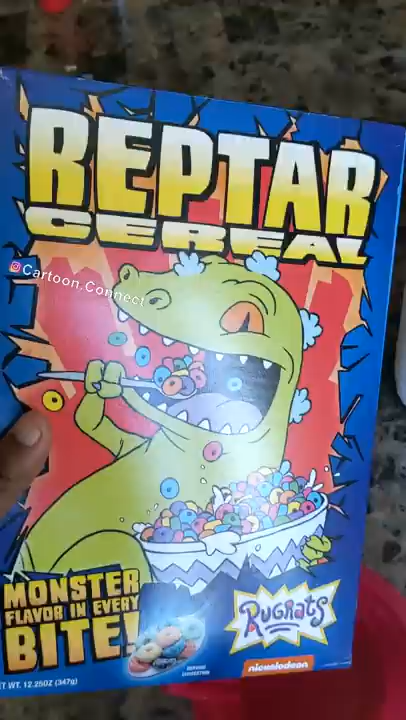 REPTAR
CEREAL
Cartoon.Connect
MONSTER
FLAVOR IN EVERY
BITE!
Rugrats
nickelodeon
ET WT. 12.25OZ (347g)